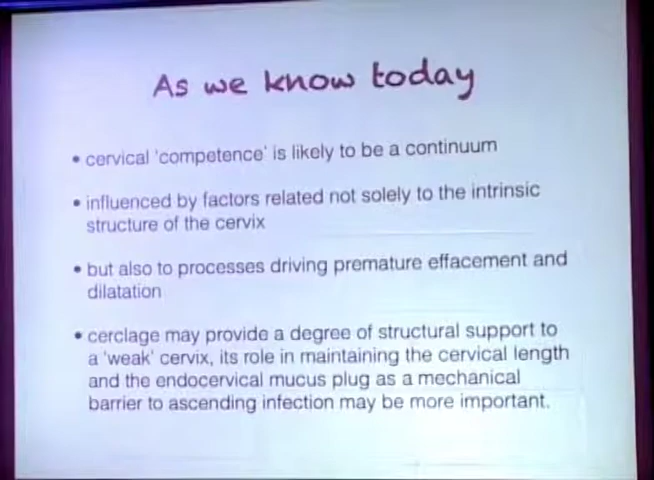 As we know today
• cervical 'competence' is likely to be a continuum
• influenced by factors related not solely to the intrinsic
structure of the cervix
• but also to processes driving premature effacement and
dilatation
• cerclage may provide a degree of structural support to
a 'weak' cervix, its role in maintaining the cervical length
and the endocervical mucus plug as a mechanical
barrier to ascending infection may be more important.